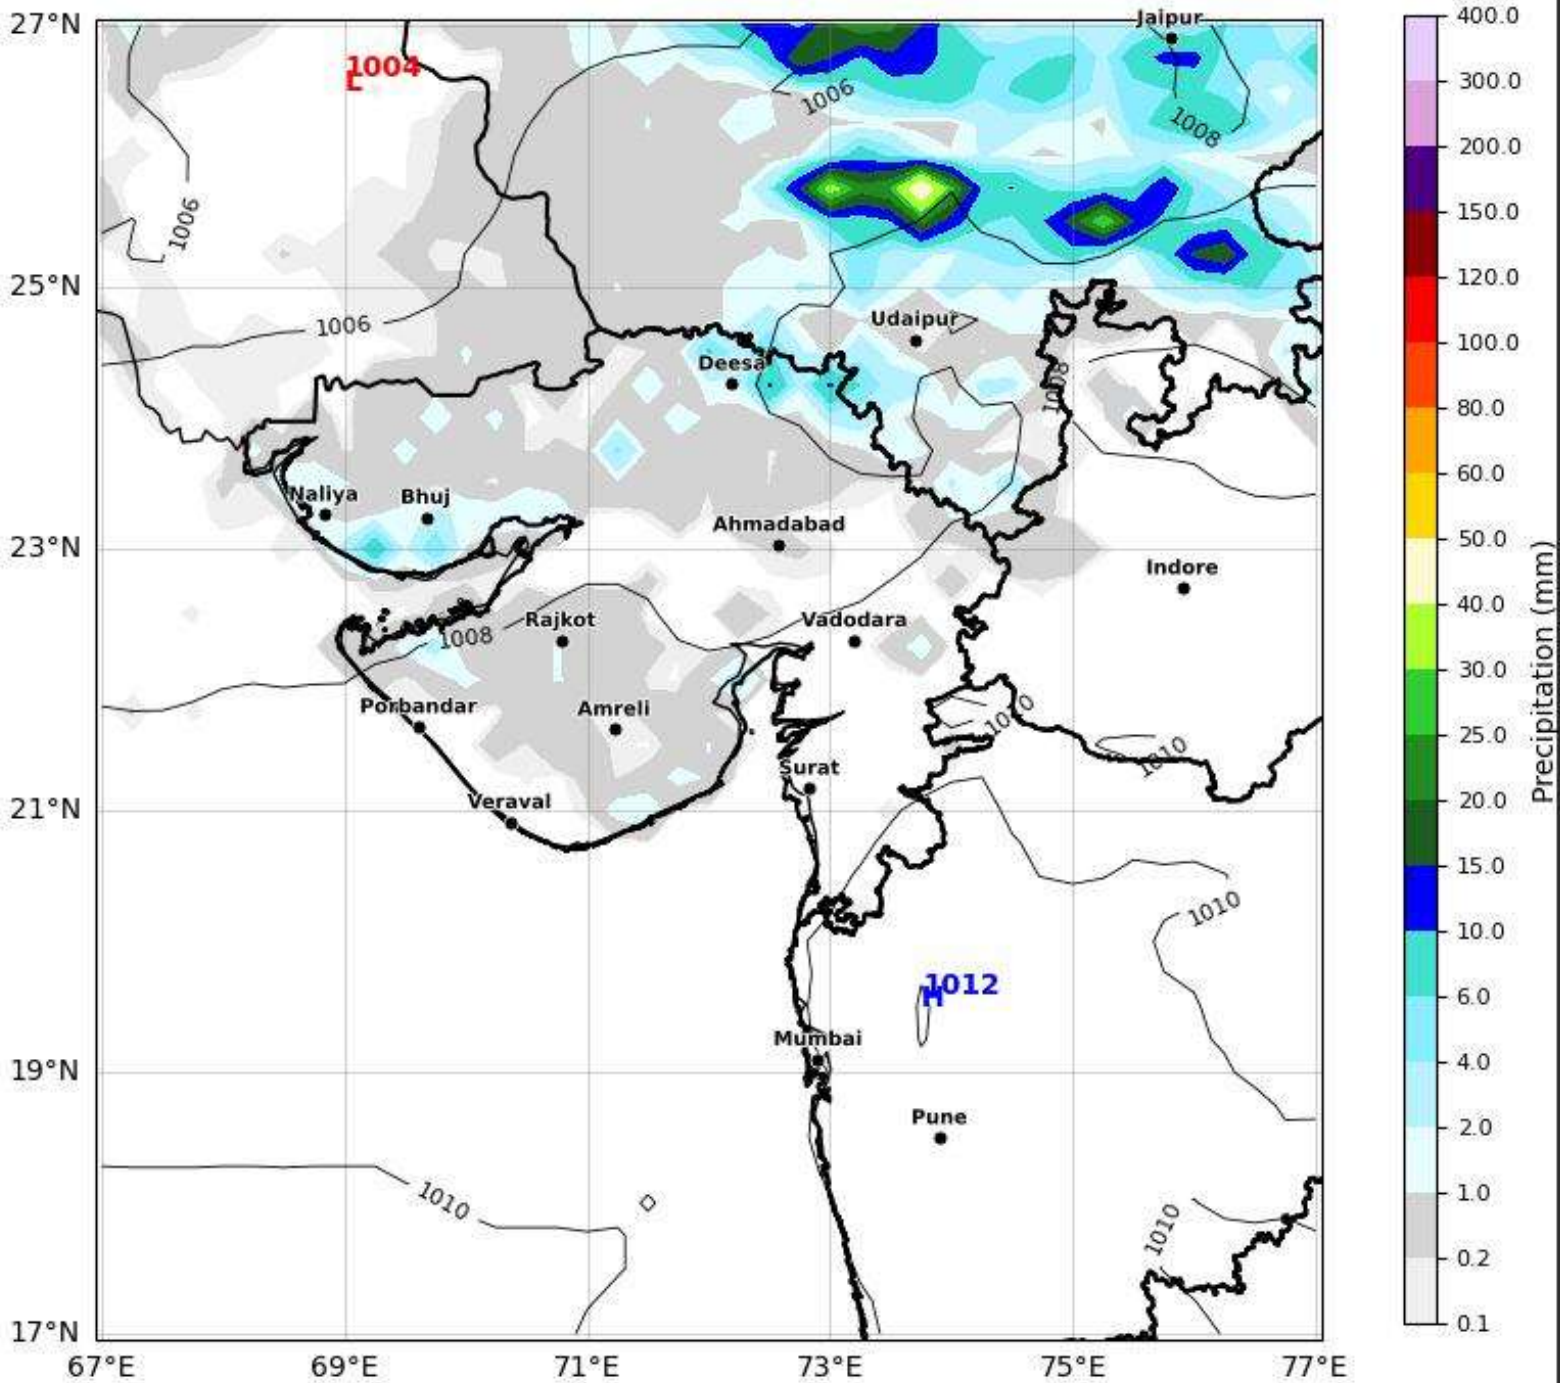 27°N
25°N
23°N
21°N
19°N
17°N
67°E
69°E
71°E
73°E
75°E
77°E
Jaipur
1004
L
1006
1008
1006
1006
Udaipur
Deesa
1008
Naliya
Bhuj
Ahmadabad
Indore
Rajkot
Vadodara
1008
Porbandar
Amreli
1010
1010
Surat
Veraval
1010
1012
H
Mumbai
Pune
1010
1010
400.0
300.0
200.0
150.0
120.0
100.0
80.0
60.0
50.0
40.0
30.0
25.0
20.0
15.0
10.0
6.0
4.0
2.0
1.0
0.2
0.1
Precipitation (mm)